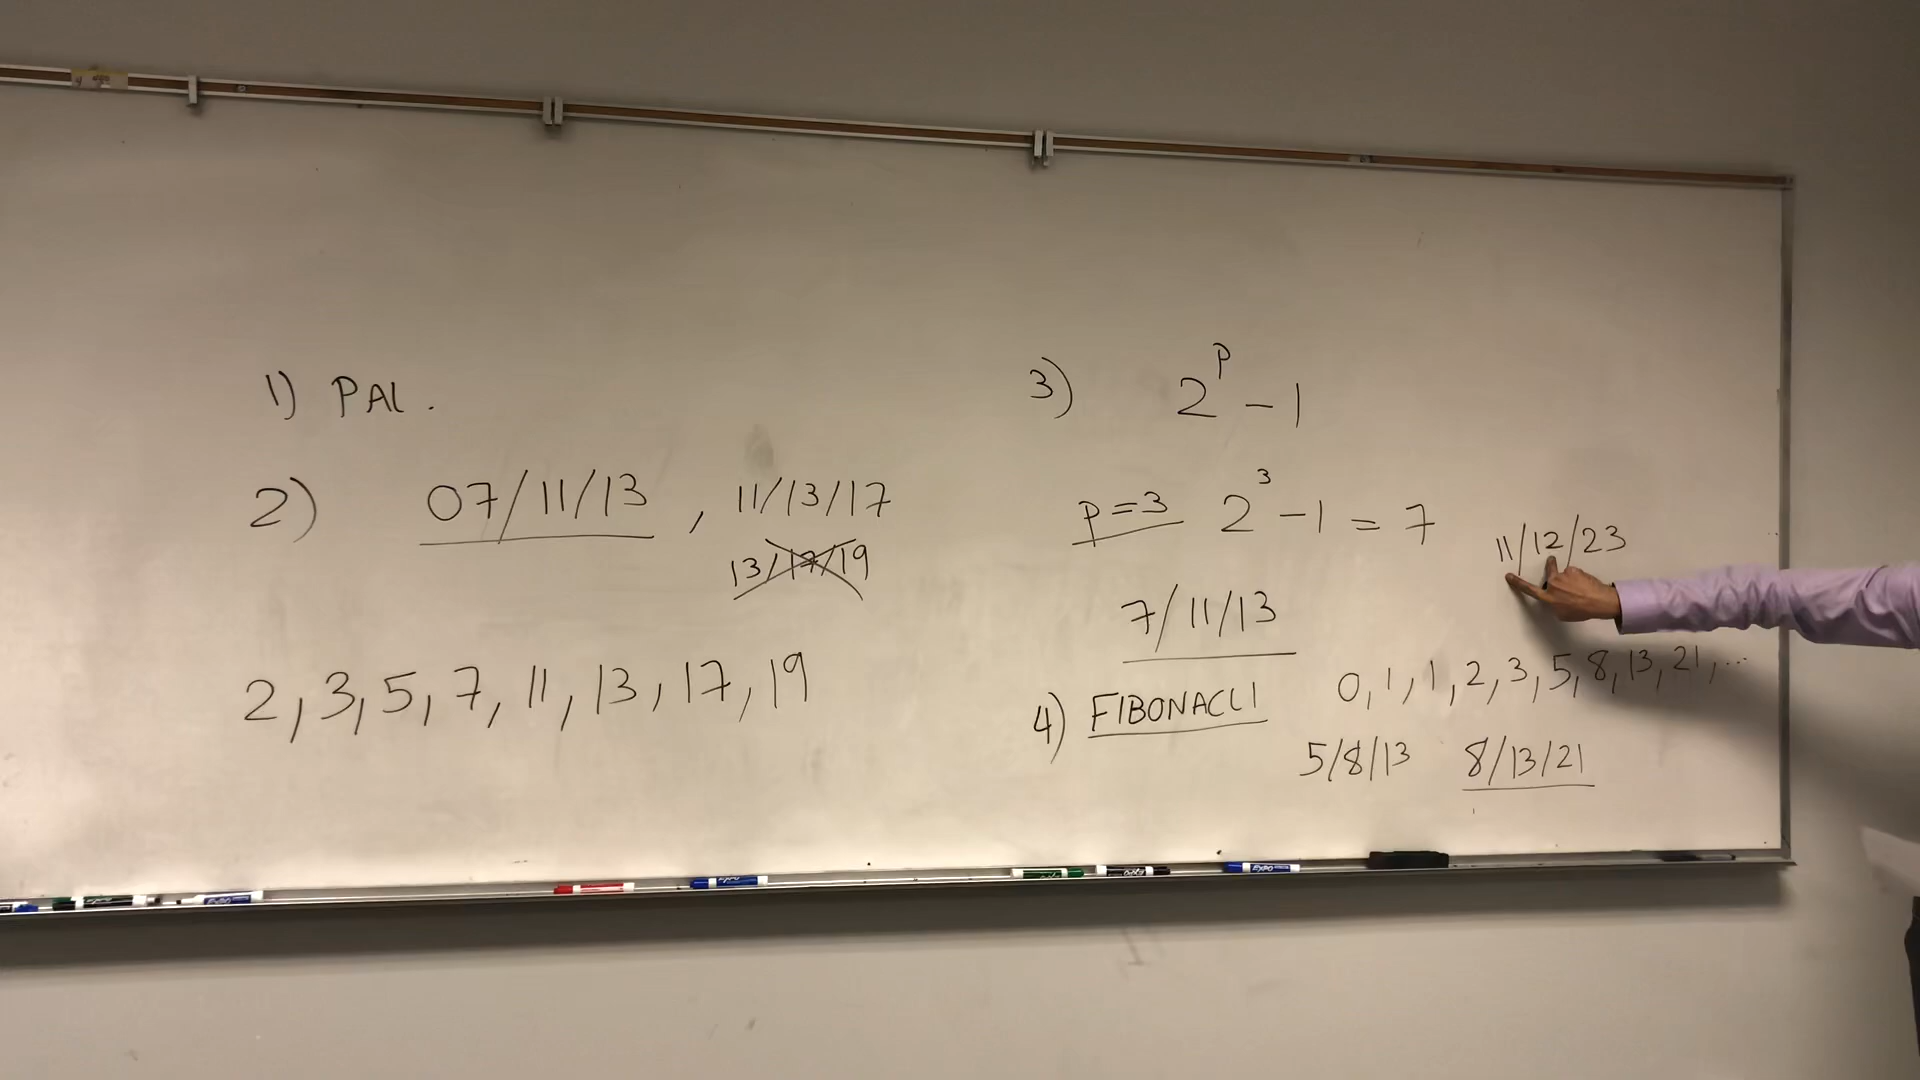 1) PAL.
2) 07/11/13, 11/13/17
13/17/19
2, 3, 5, 7, 11, 13, 17, 19
3) 2^p - 1
p=3 2^3 - 1 = 7
11/12/23
7/11/13
4) FIBONACCI 0, 1, 1, 2, 3, 5, 8, 13, 21, ...
5/8/13 8/13/21
EXPO